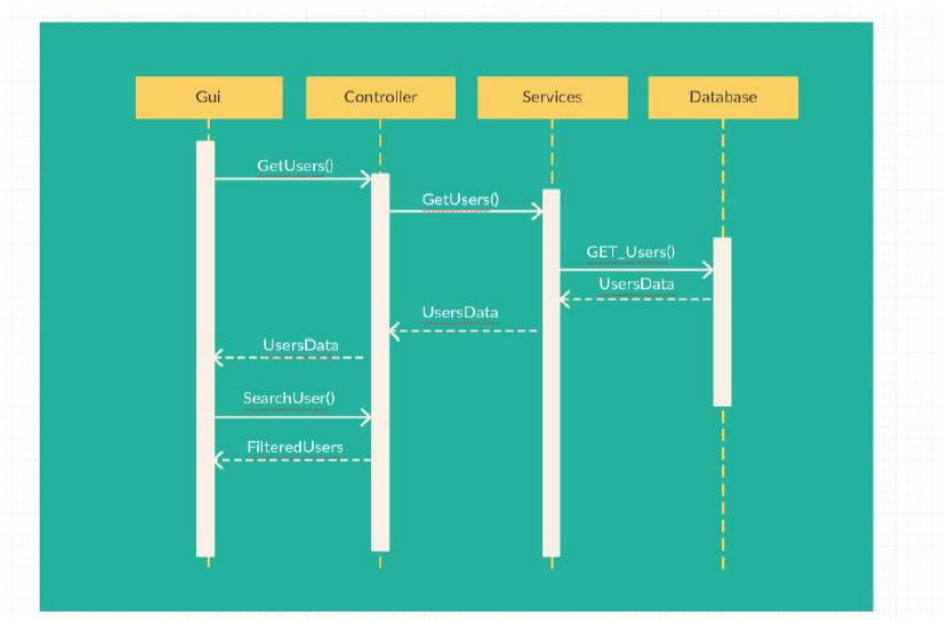 Gui
Controller
Services
Database
GetUsers()
GetUsers()
GET_Users()
UsersData
UsersData
UsersData
SearchUser()
FilteredUsers